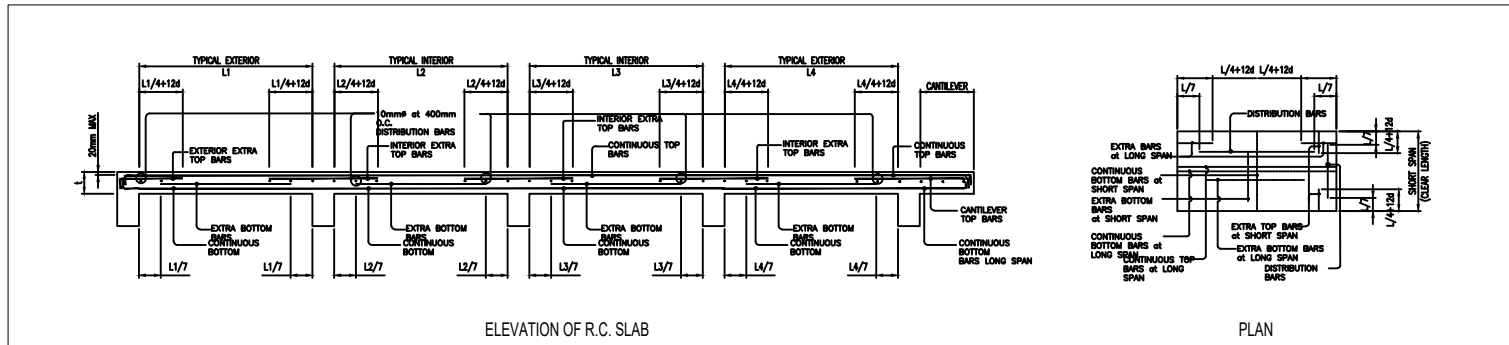 TYPICAL EXTERIOR
L1
TYPICAL INTERIOR
L2
TYPICAL INTERIOR
L3
TYPICAL EXTERIOR
L4
L1/4+12d
L1/4+12d
L2/4+12d
L2/4+12d
L3/4+12d
L3/4+12d
L4/4+12d
L4/4+12d
CANTILEVER
20mm MAX
t
10mmø at 400mm
O.C.
DISTRIBUTION BARS
EXTERIOR EXTRA
TOP BARS
INTERIOR EXTRA
TOP BARS
INTERIOR EXTRA
TOP BARS
CONTINUOUS TOP
BARS
INTERIOR EXTRA
TOP BARS
CONTINUOUS
TOP BARS
CANTILEVER
TOP BARS
EXTRA BOTTOM
BARS
CONTINUOUS
BOTTOM
EXTRA BOTTOM
BARS
CONTINUOUS
BOTTOM
EXTRA BOTTOM
BARS
CONTINUOUS
BOTTOM
EXTRA BOTTOM
BARS
CONTINUOUS
BOTTOM
CONTINUOUS
BOTTOM
BARS LONG SPAN
L1/7
L1/7
L2/7
L2/7
L3/7
L3/7
L4/7
L4/7
ELEVATION OF R.C. SLAB
L/4+12d
L/4+12d
L/7
L/7
DISTRIBUTION BARS
EXTRA BARS
at LONG SPAN
CONTINUOUS
BOTTOM BARS at
SHORT SPAN
EXTRA BOTTOM
BARS
at SHORT SPAN
CONTINUOUS
BOTTOM BARS at
LONG SPAN
CONTINUOUS TOP
BARS at LONG
SPAN
EXTRA TOP BARS
at SHORT SPAN
EXTRA BOTTOM BARS
at LONG SPAN
DISTRIBUTION
BARS
L/7
L/4+12d
L/7
L/4+12d
SHORT SPAN
(CLEAR LENGTH)
PLAN